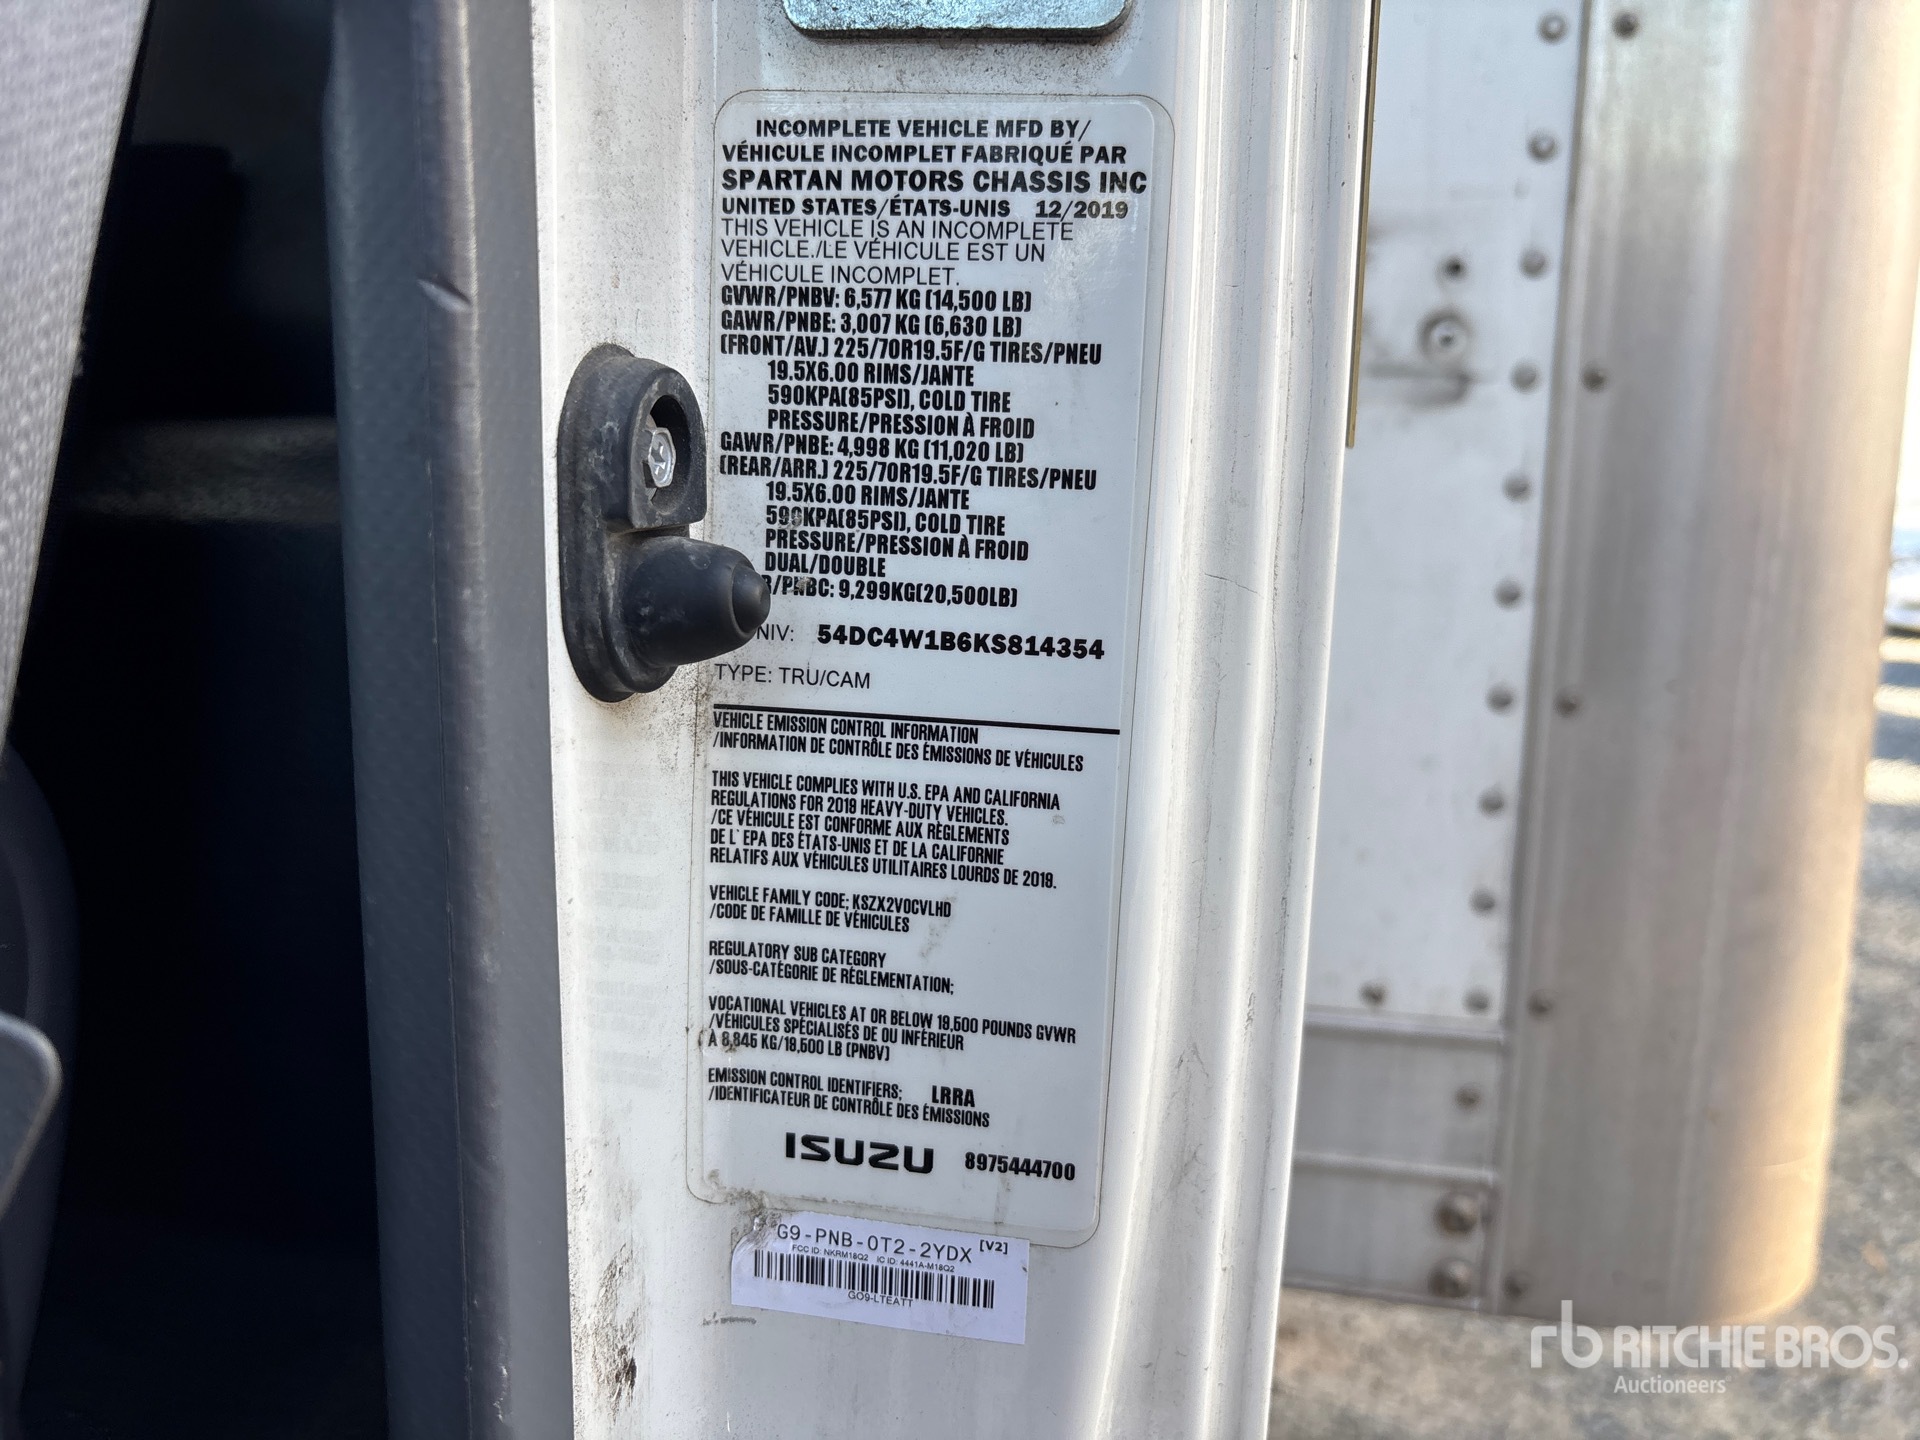 INCOMPLETE VEHICLE MFD BY/
VÉHICULE INCOMPLET FABRIQUÉ PAR
SPARTAN MOTORS CHASSIS INC
UNITED STATES/ÉTATS-UNIS 12/2019
THIS VEHICLE IS AN INCOMPLETE
VEHICLE./LE VÉHICULE EST UN
VÉHICULE INCOMPLET.
GVWR/PNBV: 6,577 KG (14,500 LB)
GAWR/PNBE: 3,007 KG (6,630 LB)
(FRONT/AV.) 225/70R19.5F/G TIRES/PNEU
19.5X6.00 RIMS/JANTE
590KPA(85PSI), COLD TIRE
PRESSURE/PRESSION À FROID
GAWR/PNBE: 4,998 KG (11,020 LB)
(REAR/ARR.) 225/70R19.5F/G TIRES/PNEU
19.5X6.00 RIMS/JANTE
590KPA(85PSI), COLD TIRE
PRESSURE/PRESSION À FROID
DUAL/DOUBLE
/PNBC: 9,299KG(20,500LB)
NIV: 54DC4W1B6KS814354
TYPE: TRU/CAM
VEHICLE EMISSION CONTROL INFORMATION
/INFORMATION DE CONTRÔLE DES ÉMISSIONS DE VÉHICULES
THIS VEHICLE COMPLIES WITH U.S. EPA AND CALIFORNIA
REGULATIONS FOR 2019 HEAVY-DUTY VEHICLES.
/CE VÉHICULE EST CONFORME AUX RÈGLEMENTS
DE L'EPA DES ÉTATS-UNIS ET DE LA CALIFORNIE
RELATIFS AUX VÉHICULES UTILITAIRES LOURDS DE 2019.
VEHICLE FAMILY CODE; KSZX2VOCVLHD
/CODE DE FAMILLE DE VÉHICULES
REGULATORY SUB CATEGORY
/SOUS-CATÉGORIE DE RÉGLEMENTATION;
VOCATIONAL VEHICLES AT OR BELOW 19,500 POUNDS GVWR
/VÉHICULES SPÉCIALISÉS DE OU INFÉRIEUR
À 8,845 KG/19,500 LB (PNBV)
EMISSION CONTROL IDENTIFIERS; LRRA
/IDENTIFICATEUR DE CONTRÔLE DES ÉMISSIONS
ISUZU 8975444700
G9-PNB-0T2-2YDX [V2]
FCC ID: NKRM18Q2 IC ID: 4441A-M18Q2
GO9-LTEATT
rb RITCHIE BROS.
Auctioneers